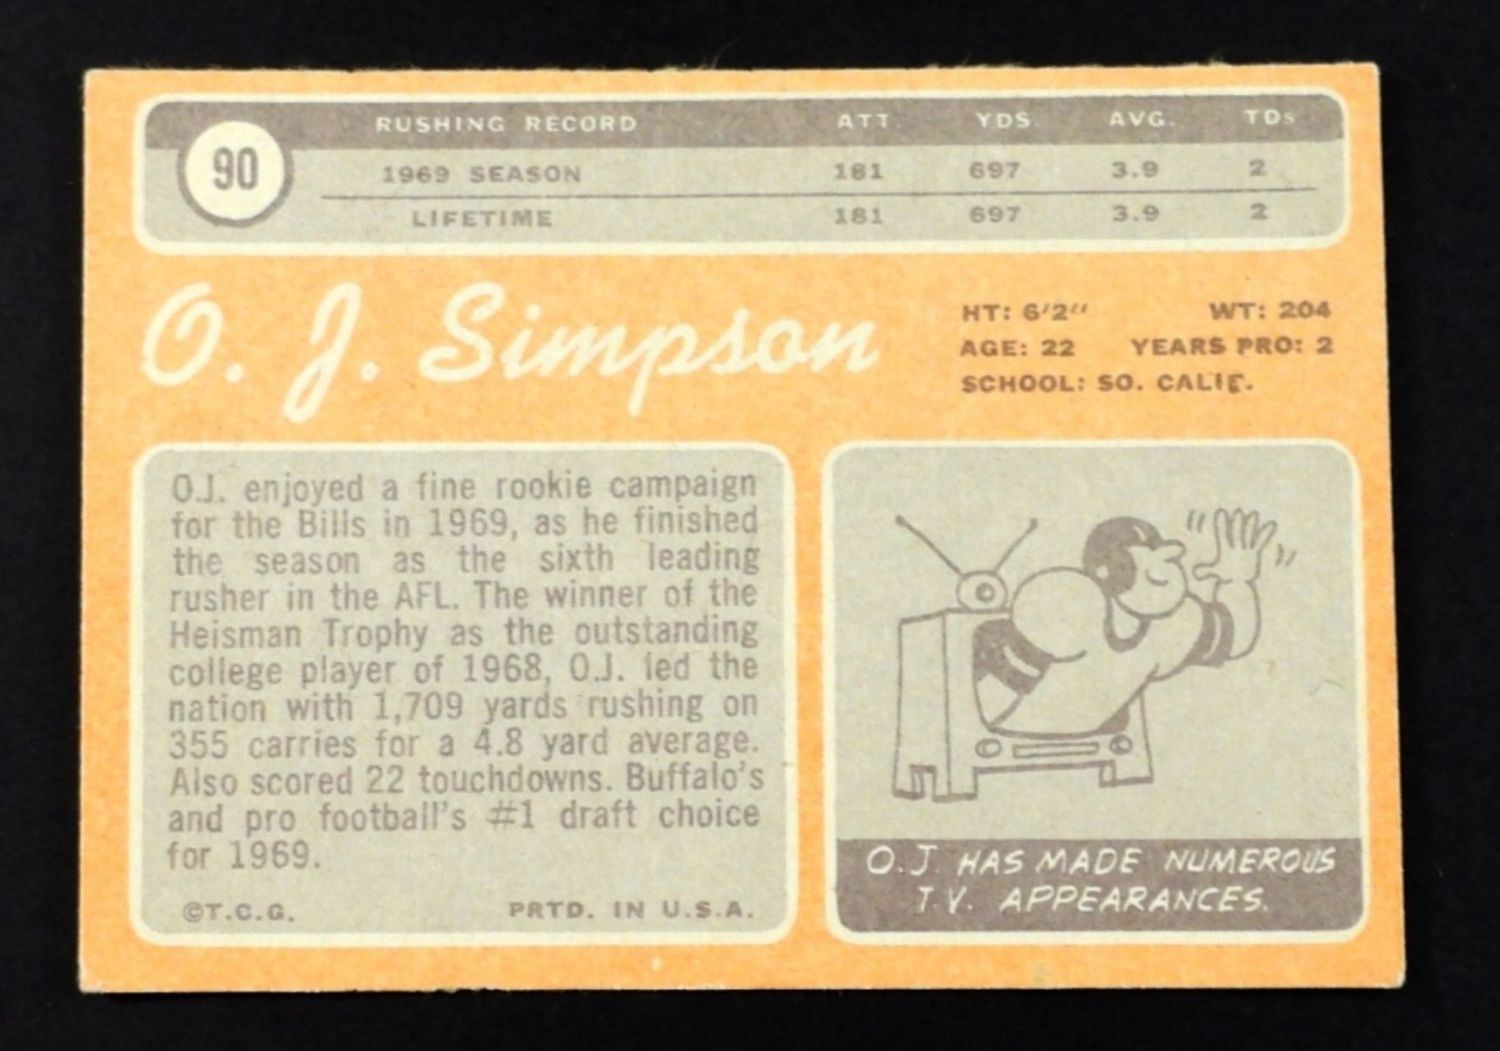 90
RUSHING RECORD ATT. YDS. AVG. TDs
1969 SEASON 181 697 3.9 2
LIFETIME 181 697 3.9 2
O. J. Simpson
HT: 6'2" WT: 204
AGE: 22 YEARS PRO: 2
SCHOOL: SO. CALIF.
O.J. enjoyed a fine rookie campaign
for the Bills in 1969, as he finished
the season as the sixth leading
rusher in the AFL. The winner of the
Heisman Trophy as the outstanding
college player of 1968, O.J. led the
nation with 1,709 yards rushing on
355 carries for a 4.8 yard average.
Also scored 22 touchdowns. Buffalo's
and pro football's #1 draft choice
for 1969.
©T.C.G. PRTD. IN U.S.A.
O.J. HAS MADE NUMEROUS
T.V. APPEARANCES.